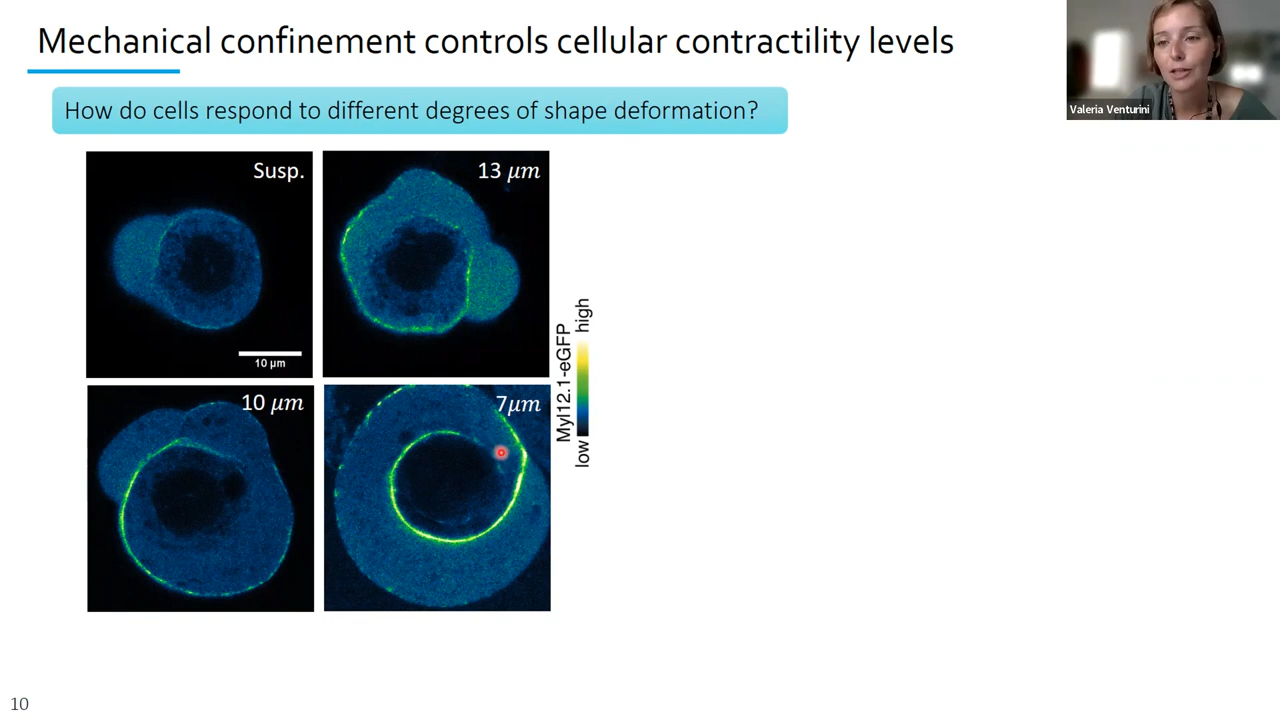 Mechanical confinement controls cellular contractility levels
Valeria Venturini
How do cells respond to different degrees of shape deformation?
Susp.
13 μm
10 μm
10 μm
7μm
low Myl12.1-eGFP high
10